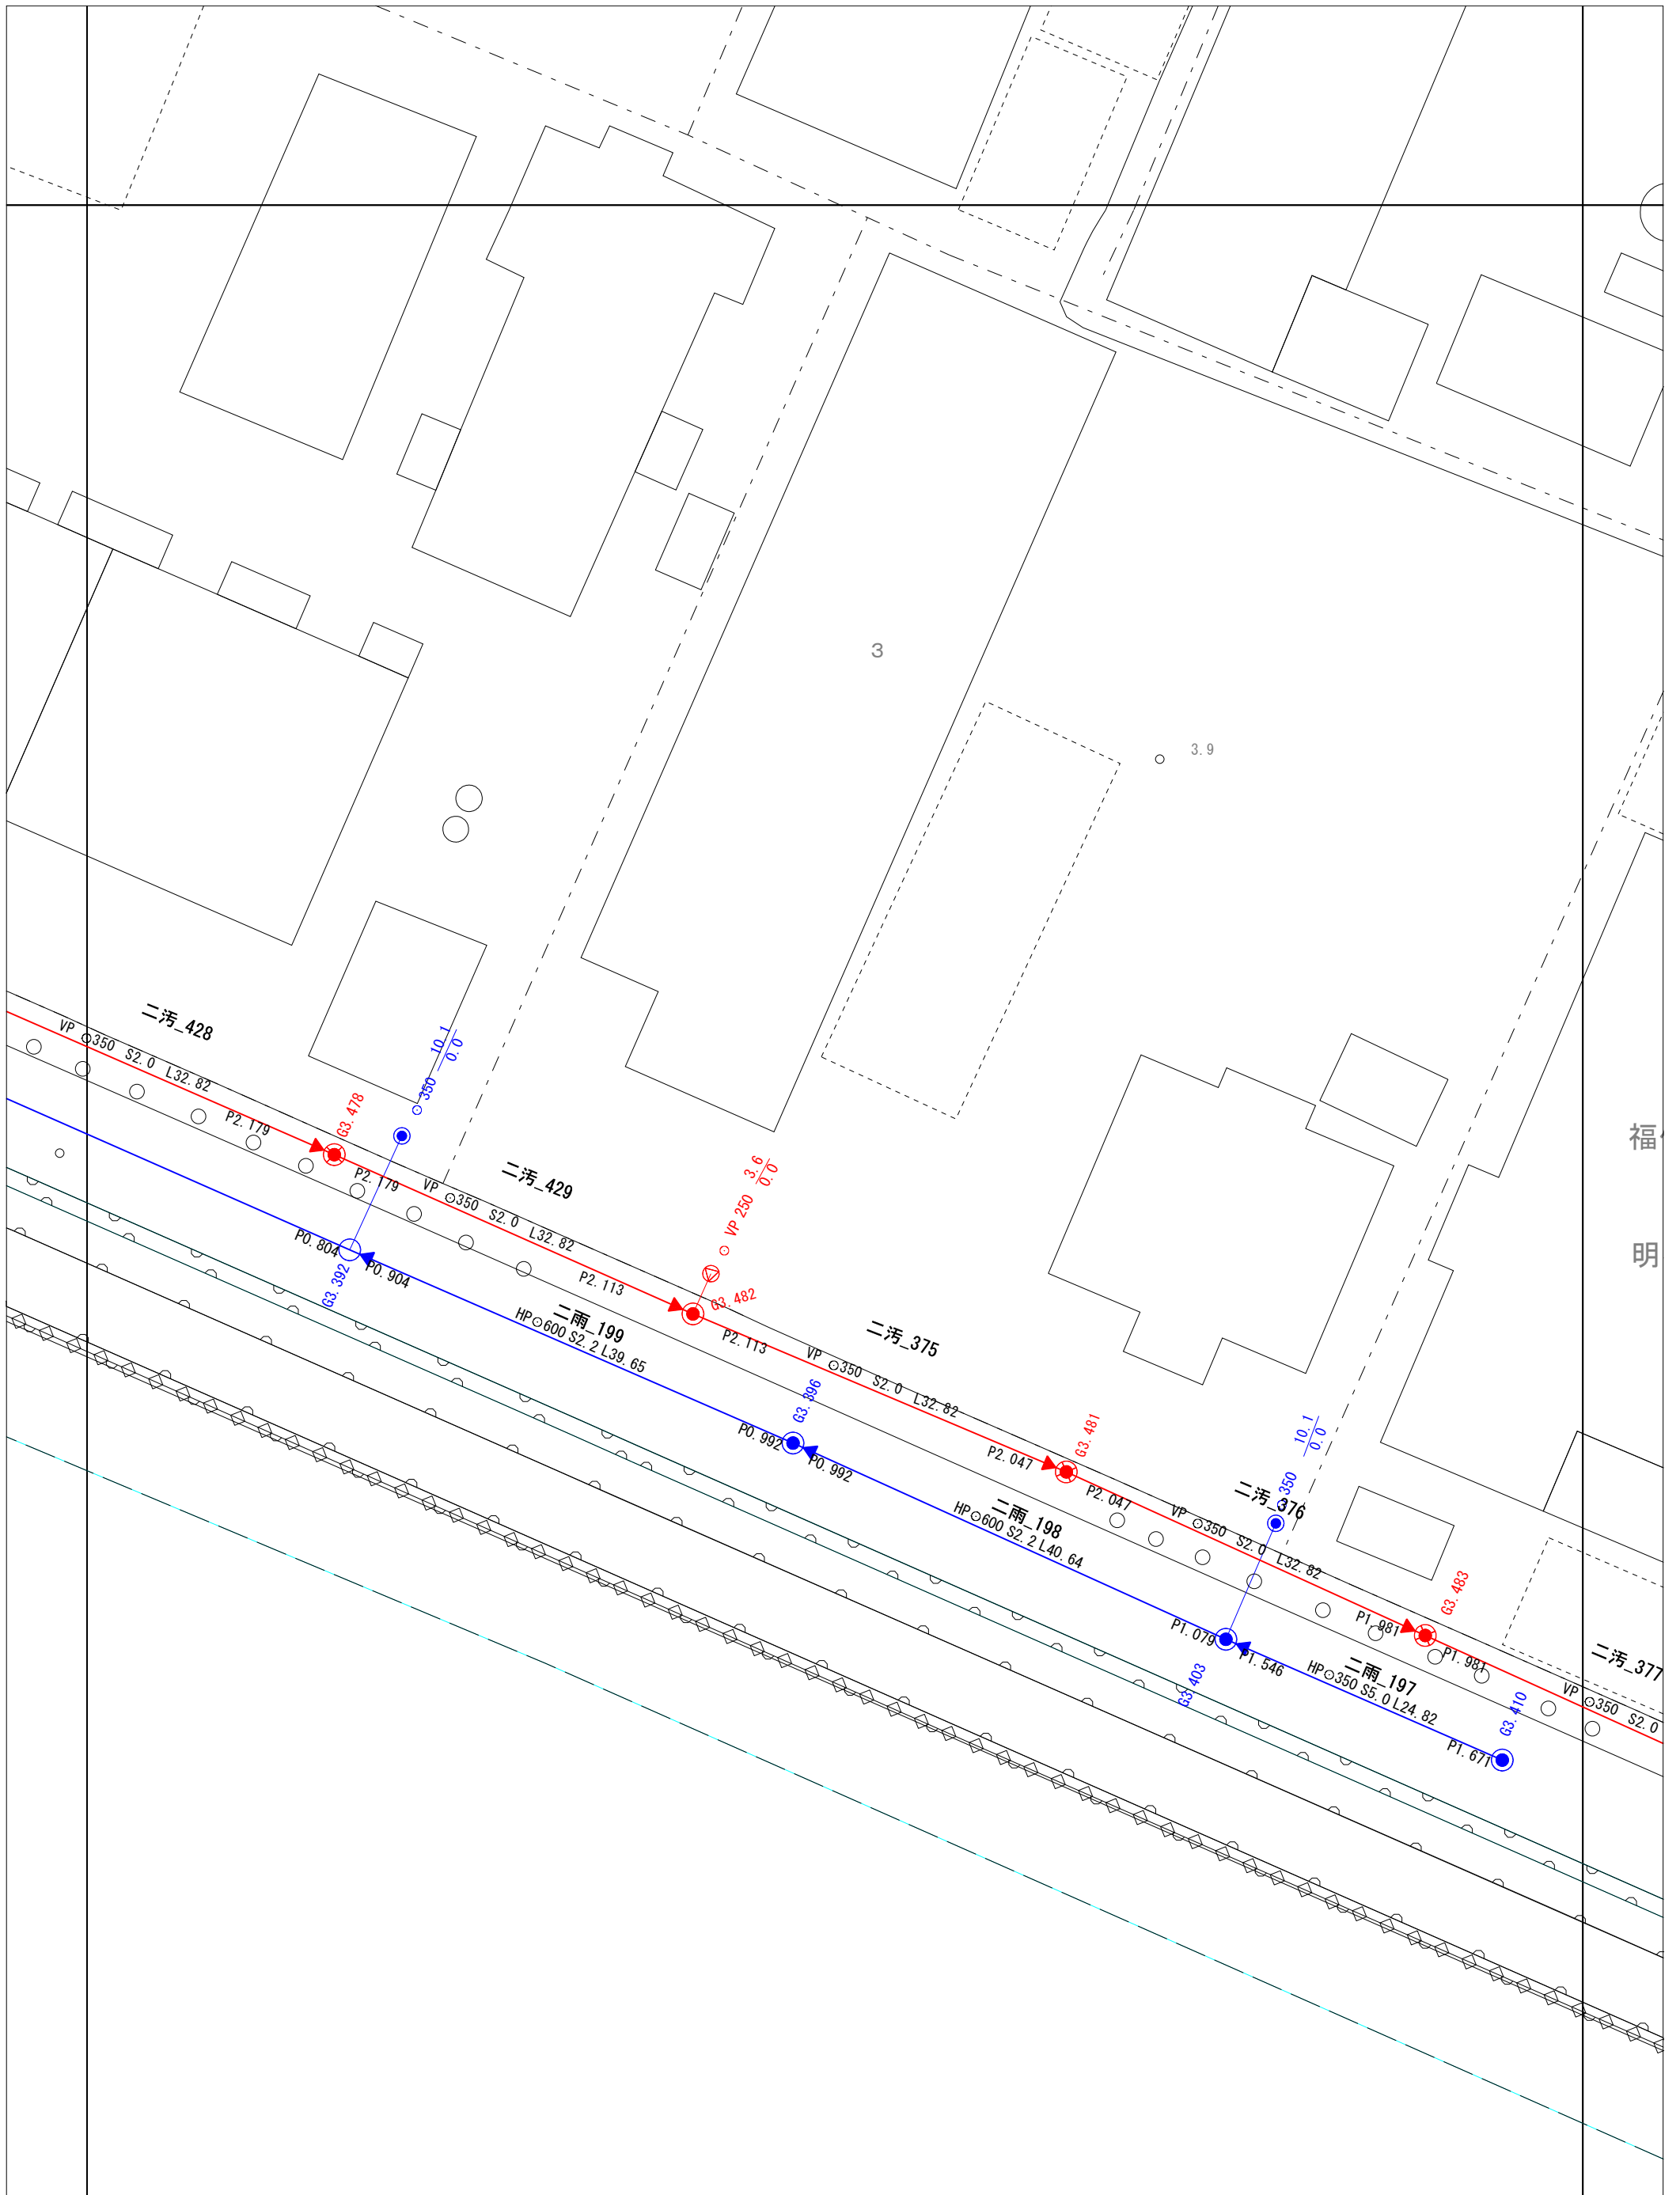 3
3.9
福
明
二汚_428
VP ○350 S2.0 L32.82
P2.179
G3.478
P2.179
○ 350 10.1
0.0
二汚_429
VP ○350 S2.0 L32.82
P2.113
○ VP 250 3.6
0.0
G3.482
P2.113
P0.804
G3.392
P0.904
二雨_199
HP○600 S2.2 L39.65
二汚_375
VP ○350 S2.0 L32.82
P2.047
G3.481
P2.047
G3.396
P0.992
P0.992
二雨_198
HP○600 S2.2 L40.64
350 10.1
0.0
二汚_376
VP ○350 S2.0 L32.82
P1.981
G3.483
P1.981
P1.079
G3.403
P1.546
二雨_197
HP○350 S5.0 L24.82
G3.410
P1.671
二汚_377
VP ○350 S2.0